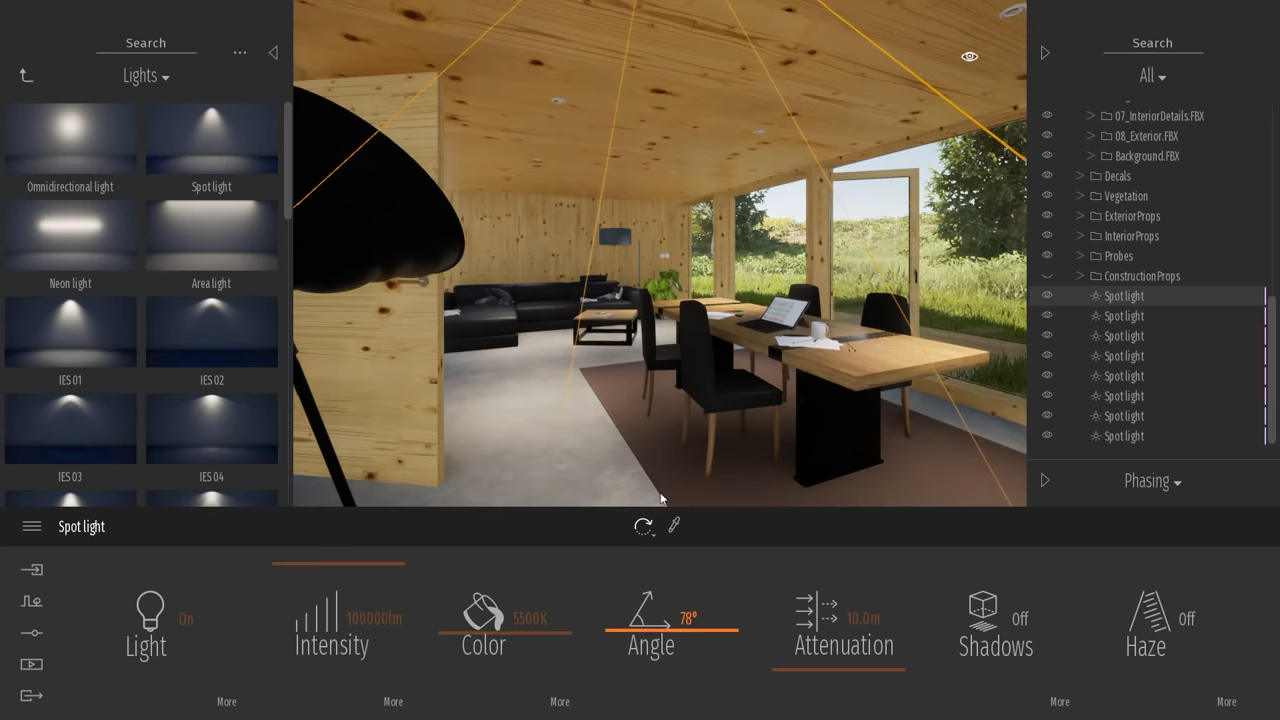 Search
Lights
Omnidirectional light
Spot light
Neon light
Area light
IES 01
IES 02
IES 03
IES 04
Search
All
07_InteriorDetails.FBX
08_Exterior.FBX
Background.FBX
Decals
Vegetation
ExteriorProps
InteriorProps
Probes
ConstructionProps
Spot light
Spot light
Spot light
Spot light
Spot light
Spot light
Spot light
Spot light
Phasing
Spot light
On
Light
More
100000lm
Intensity
More
5500K
Color
More
78°
Angle
10.0m
Attenuation
Off
Shadows
More
Off
Haze
More